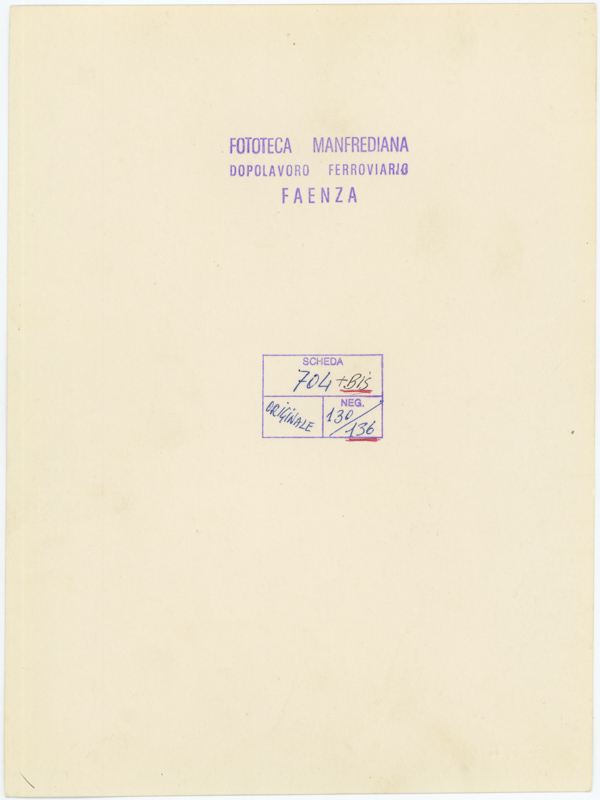 FOTOTECA MANFREDIANA
DOPOLAVORO FERROVIARIO
FAENZA
SCHEDA
704 + Bis
ORIGINALE
NEG.
130/
136